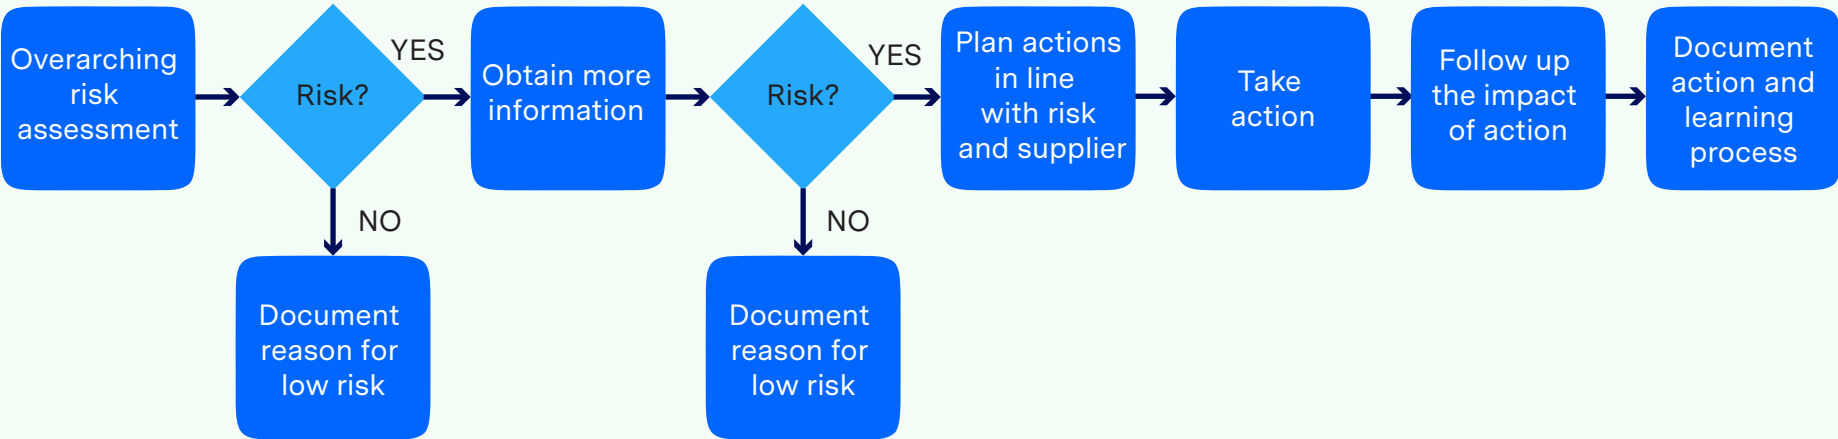 Overarching
risk
assessment
Risk?
YES
NO
Document
reason for
low risk
Obtain more
information
Risk?
YES
NO
Document
reason for
low risk
Plan actions
in line
with risk
and supplier
Take
action
Follow up
the impact
of action
Document
action and
learning
process